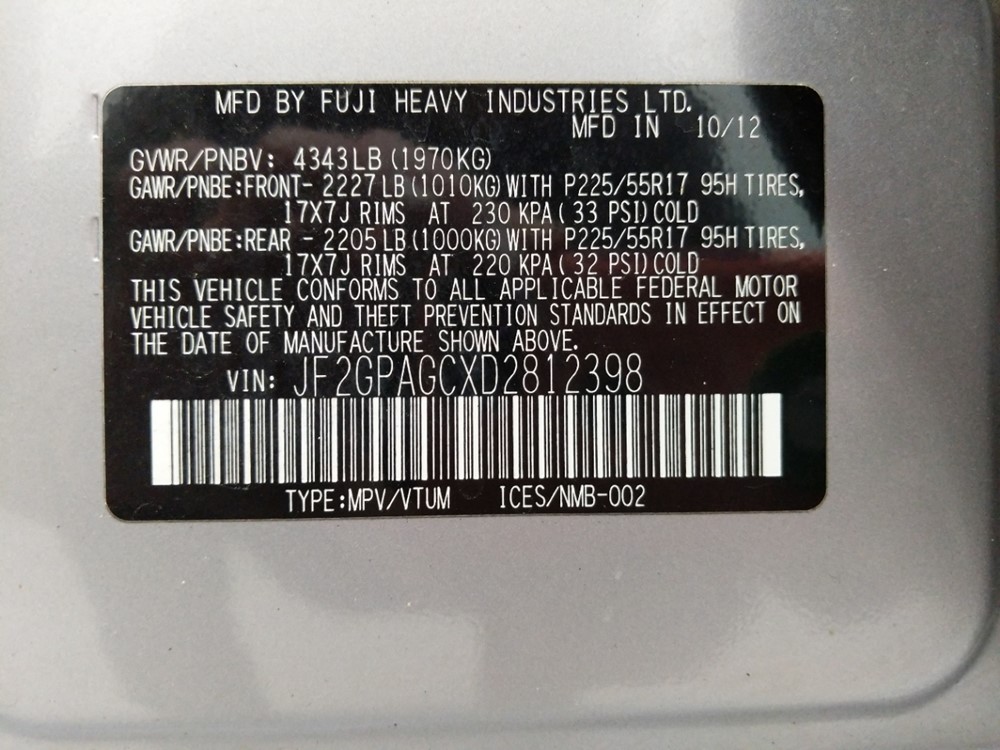 MFD BY FUJI HEAVY INDUSTRIES LTD.
MFD IN 10/12
GVWR/PNBV: 4343LB (1970KG)
GAWR/PNBE:FRONT- 2227LB (1010KG) WITH P225/55R17 95H TIRES,
17X7J RIMS AT 230 KPA ( 33 PSI) COLD
GAWR/PNBE:REAR - 2205LB (1000KG) WITH P225/55R17 95H TIRES,
17X7J RIMS AT 220 KPA ( 32 PSI) COLD
THIS VEHICLE CONFORMS TO ALL APPLICABLE FEDERAL MOTOR
VEHICLE SAFETY AND THEFT PREVENTION STANDARDS IN EFFECT ON
THE DATE OF MANUFACTURE SHOWN ABOVE.
VIN: JF2GPAGCXD2812398
TYPE:MPV/VTUM ICES/NMB-002